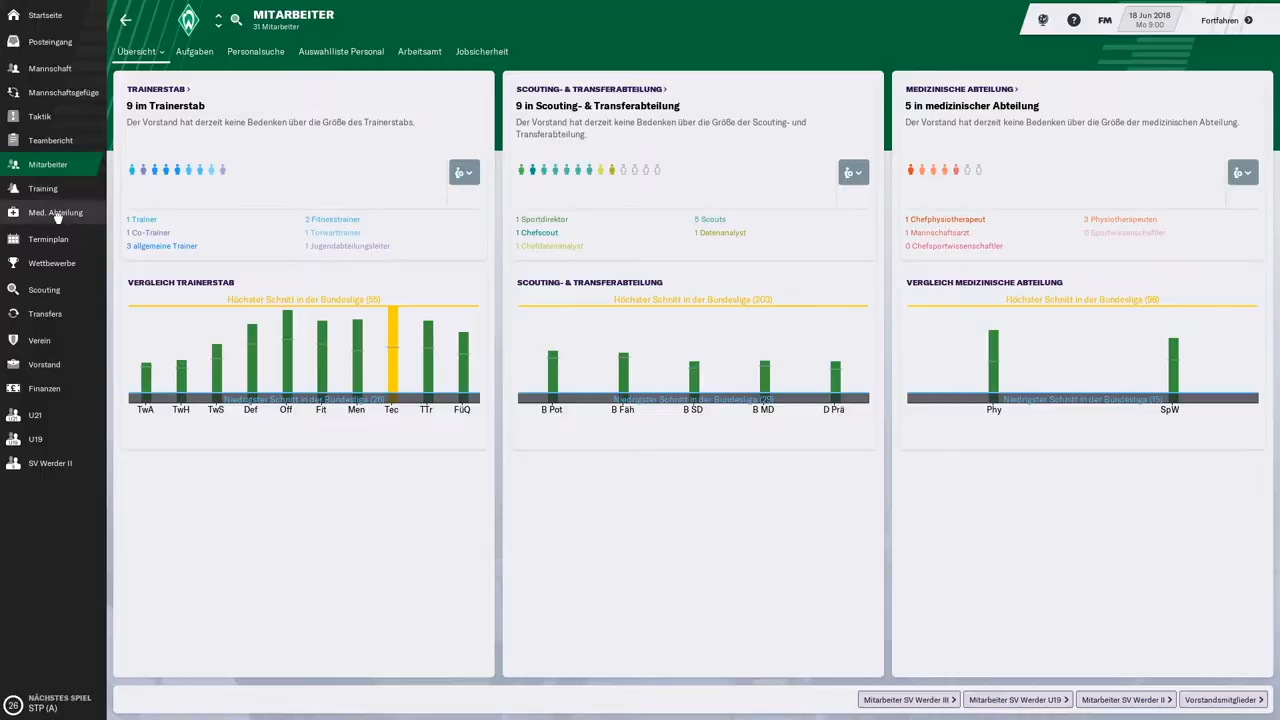 Startseite
Posteingang
Mannschaft
Mannschaftsgefüge
Taktik
Teambericht
Mitarbeiter
Training
Med. Abteilung
Terminplan
Wettbewerbe
Scouting
Transfers
Verein
Vorstand
Finanzen
U21
U19
SV Werder II
26
NÄCHSTES SPIEL
STP (A)
MITARBEITER
31 Mitarbeiter
FM
18 Jun 2018
Mo 9:00
Fortfahren
Übersicht
Aufgaben
Personalsuche
Auswahlliste Personal
Arbeitsamt
Jobsicherheit
TRAINERSTAB >
9 im Trainerstab
Der Vorstand hat derzeit keine Bedenken über die Größe des Trainerstabs.
1 Trainer
2 Fitnesstrainer
1 Co-Trainer
1 Torwarttrainer
3 allgemeine Trainer
1 Jugendabteilungsleiter
VERGLEICH TRAINERSTAB
Höchster Schnitt in der Bundesliga (55)
Niedrigster Schnitt in der Bundesliga (26)
TwA TwH TwS Def Off Fit Men Tec TTr FüQ
SCOUTING- & TRANSFERABTEILUNG >
9 in Scouting- & Transferabteilung
Der Vorstand hat derzeit keine Bedenken über die Größe der Scouting- und
Transferabteilung.
1 Sportdirektor
5 Scouts
1 Chefscout
1 Datenanalyst
1 Chefdatenanalyst
SCOUTING- & TRANSFERABTEILUNG
Höchster Schnitt in der Bundesliga (203)
Niedrigster Schnitt in der Bundesliga (29)
B Pot B Fäh B SD B MD D Prä
MEDIZINISCHE ABTEILUNG >
5 in medizinischer Abteilung
Der Vorstand hat derzeit keine Bedenken über die Größe der medizinischen Abteilung.
1 Chefphysiotherapeut
3 Physiotherapeuten
1 Mannschaftsarzt
0 Sportwissenschaftler
0 Chefsportwissenschaftler
VERGLEICH MEDIZINISCHE ABTEILUNG
Höchster Schnitt in der Bundesliga (98)
Niedrigster Schnitt in der Bundesliga (15)
Phy SpW
Mitarbeiter SV Werder III >
Mitarbeiter SV Werder U19 >
Mitarbeiter SV Werder II >
Vorstandsmitglieder >